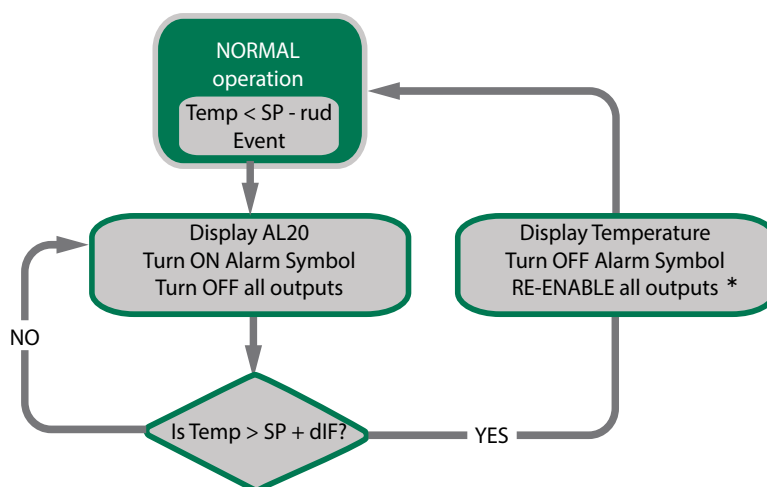 NORMAL
operation
Temp < SP - rud
Event
Display AL20
Turn ON Alarm Symbol
Turn OFF all outputs
Display Temperature
Turn OFF Alarm Symbol
RE-ENABLE all outputs *
NO
Is Temp > SP + dIF?
YES